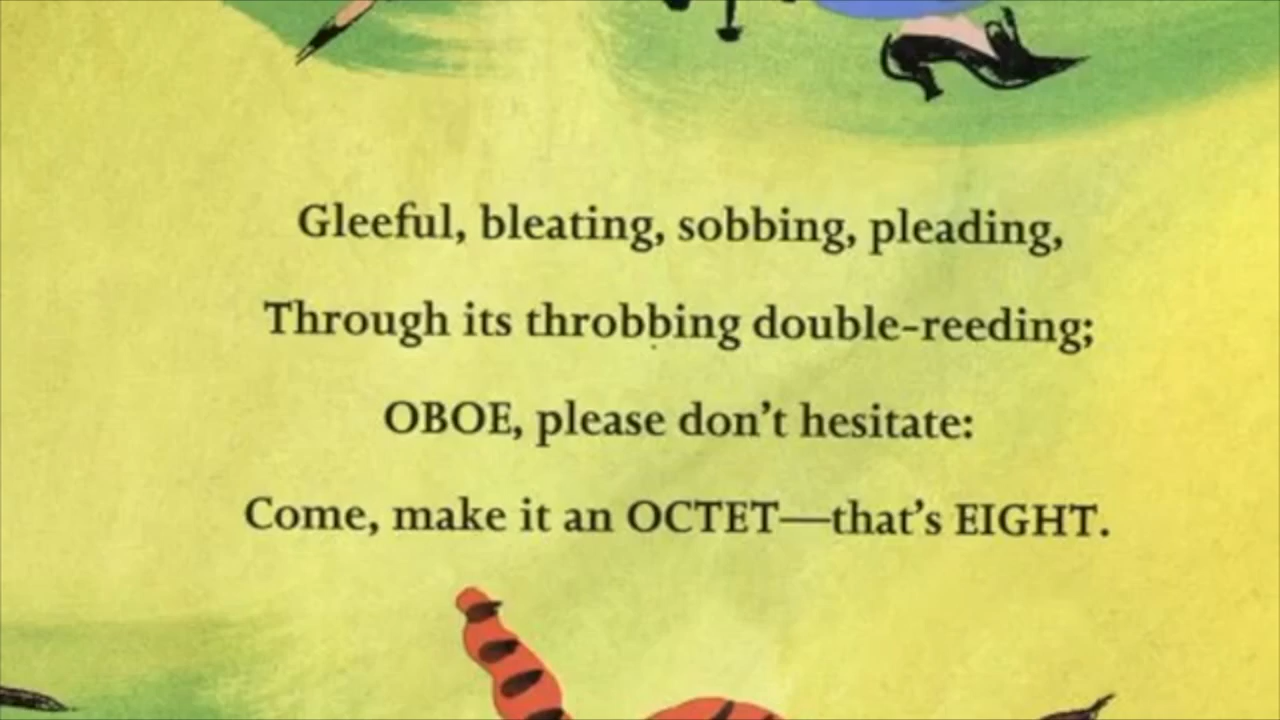 Gleeful, bleating, sobbing, pleading,
Through its throbbing double-reeding;
OBOE, please don’t hesitate:
Come, make it an OCTET—that’s EIGHT.